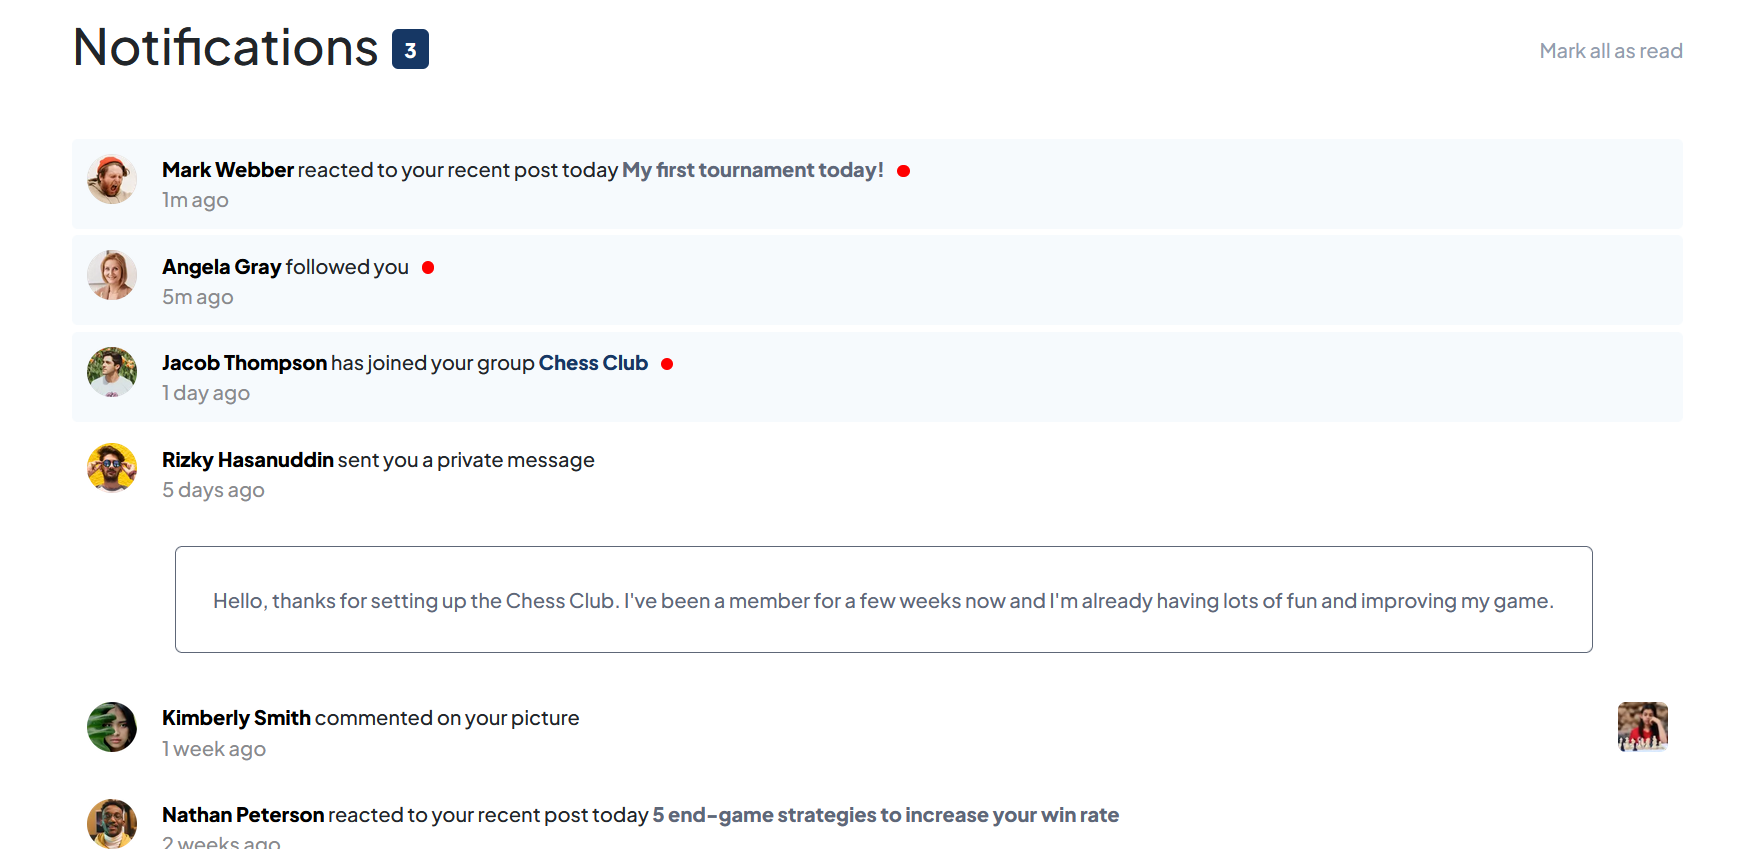 Notifications 3
Mark all as read
Mark Webber reacted to your recent post today My first tournament today!
1m ago
Angela Gray followed you
5m ago
Jacob Thompson has joined your group Chess Club
1 day ago
Rizky Hasanuddin sent you a private message
5 days ago
Hello, thanks for setting up the Chess Club. I've been a member for a few weeks now and I'm already having lots of fun and improving my game.
Kimberly Smith commented on your picture
1 week ago
Nathan Peterson reacted to your recent post today 5 end-game strategies to increase your win rate
2 weeks ago